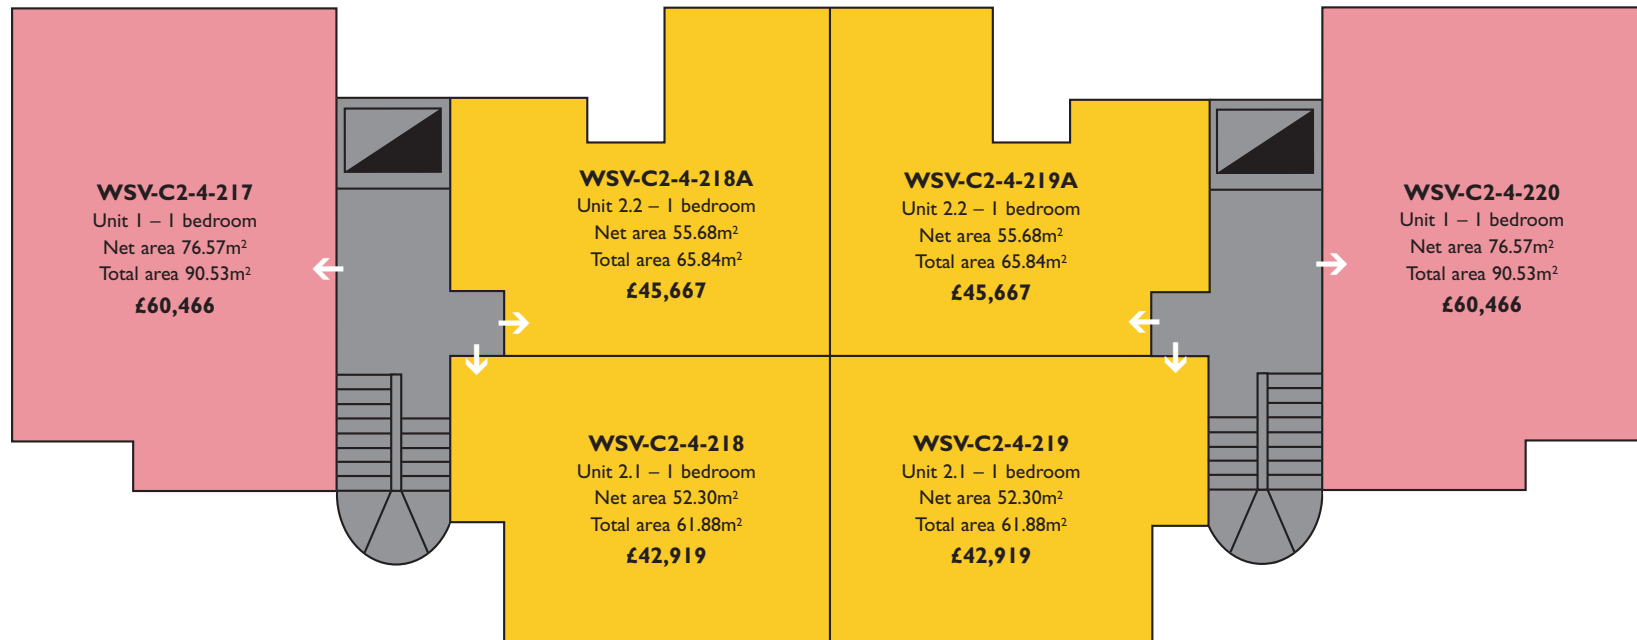 WSV-C2-4-217
Unit 1 – 1 bedroom
Net area 76.57m²
Total area 90.53m²
£60,466
WSV-C2-4-218A
Unit 2.2 – 1 bedroom
Net area 55.68m²
Total area 65.84m²
£45,667
WSV-C2-4-219A
Unit 2.2 – 1 bedroom
Net area 55.68m²
Total area 65.84m²
£45,667
WSV-C2-4-220
Unit 1 – 1 bedroom
Net area 76.57m²
Total area 90.53m²
£60,466
WSV-C2-4-218
Unit 2.1 – 1 bedroom
Net area 52.30m²
Total area 61.88m²
£42,919
WSV-C2-4-219
Unit 2.1 – 1 bedroom
Net area 52.30m²
Total area 61.88m²
£42,919